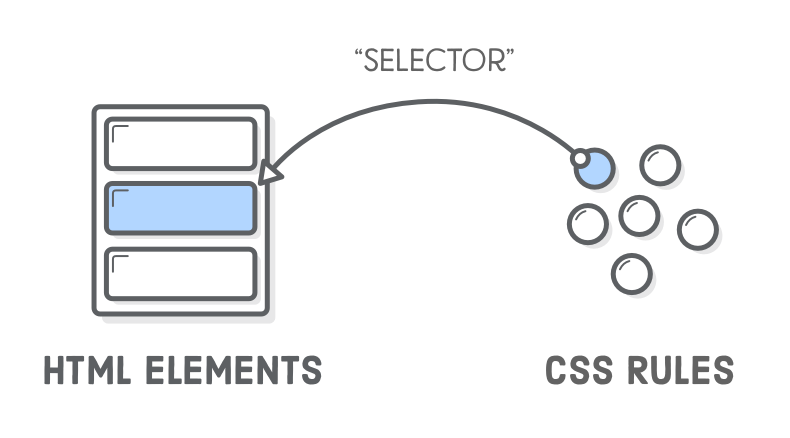 “SELECTOR”
HTML ELEMENTS
CSS RULES